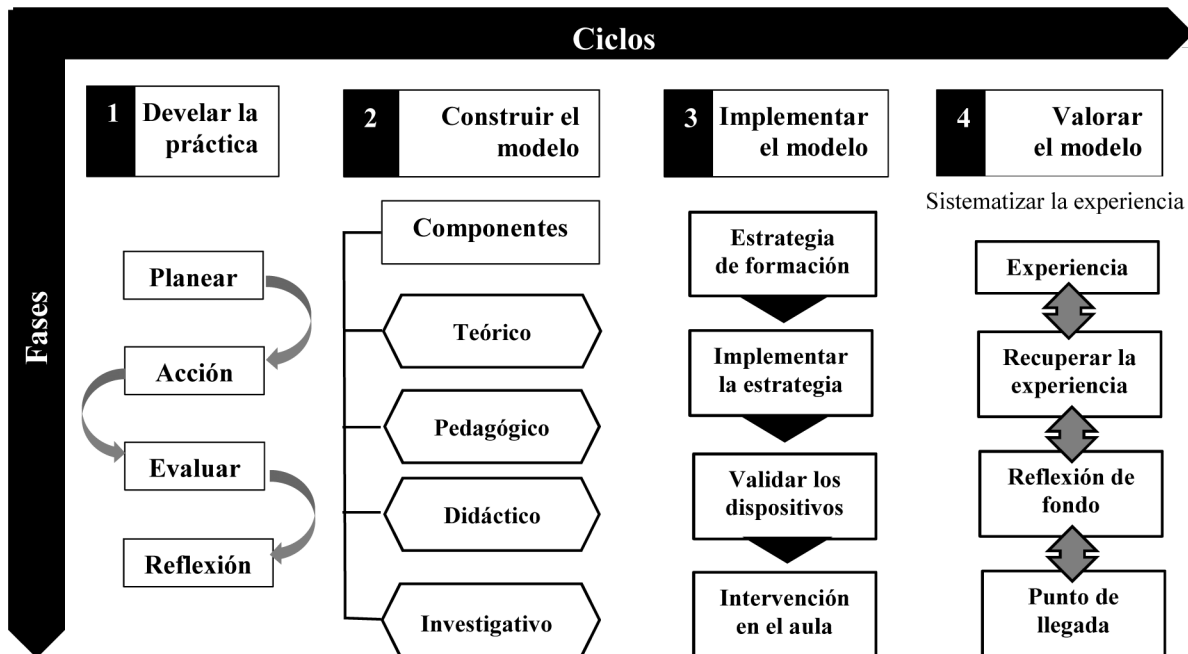 Ciclos
Fases
1
Develar la
práctica
Planear
Acción
Evaluar
Reflexión
2
Construir el
modelo
Componentes
Teórico
Pedagógico
Didáctico
Investigativo
3
Implementar
el modelo
Estrategia
de formación
Implementar
la estrategia
Validar los
dispositivos
Intervención
en el aula
4
Valorar
el modelo
Sistematizar la experiencia
Experiencia
Recuperar la
experiencia
Reflexión de
fondo
Punto de
llegada